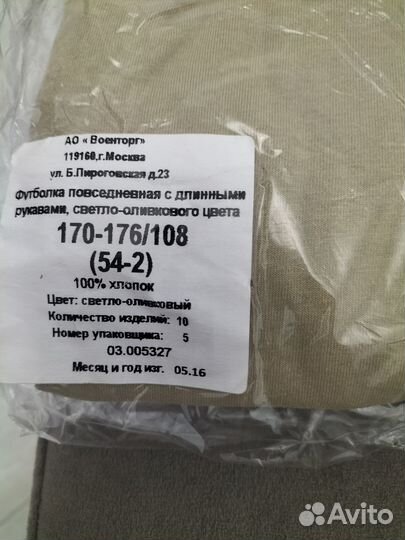 АО « Военторг»
119160,г.Москва
ул. Б.Пироговская д.23
Футболка повседневная с длинными
рукавами, светло-оливкового цвета
170-176/108
(54-2)
100% хлопок
Цвет: светло-оливковый
Количество изделий: 10
Номер упаковщика: 5
03.005327
Месяц и год изг. 05.16
Avito